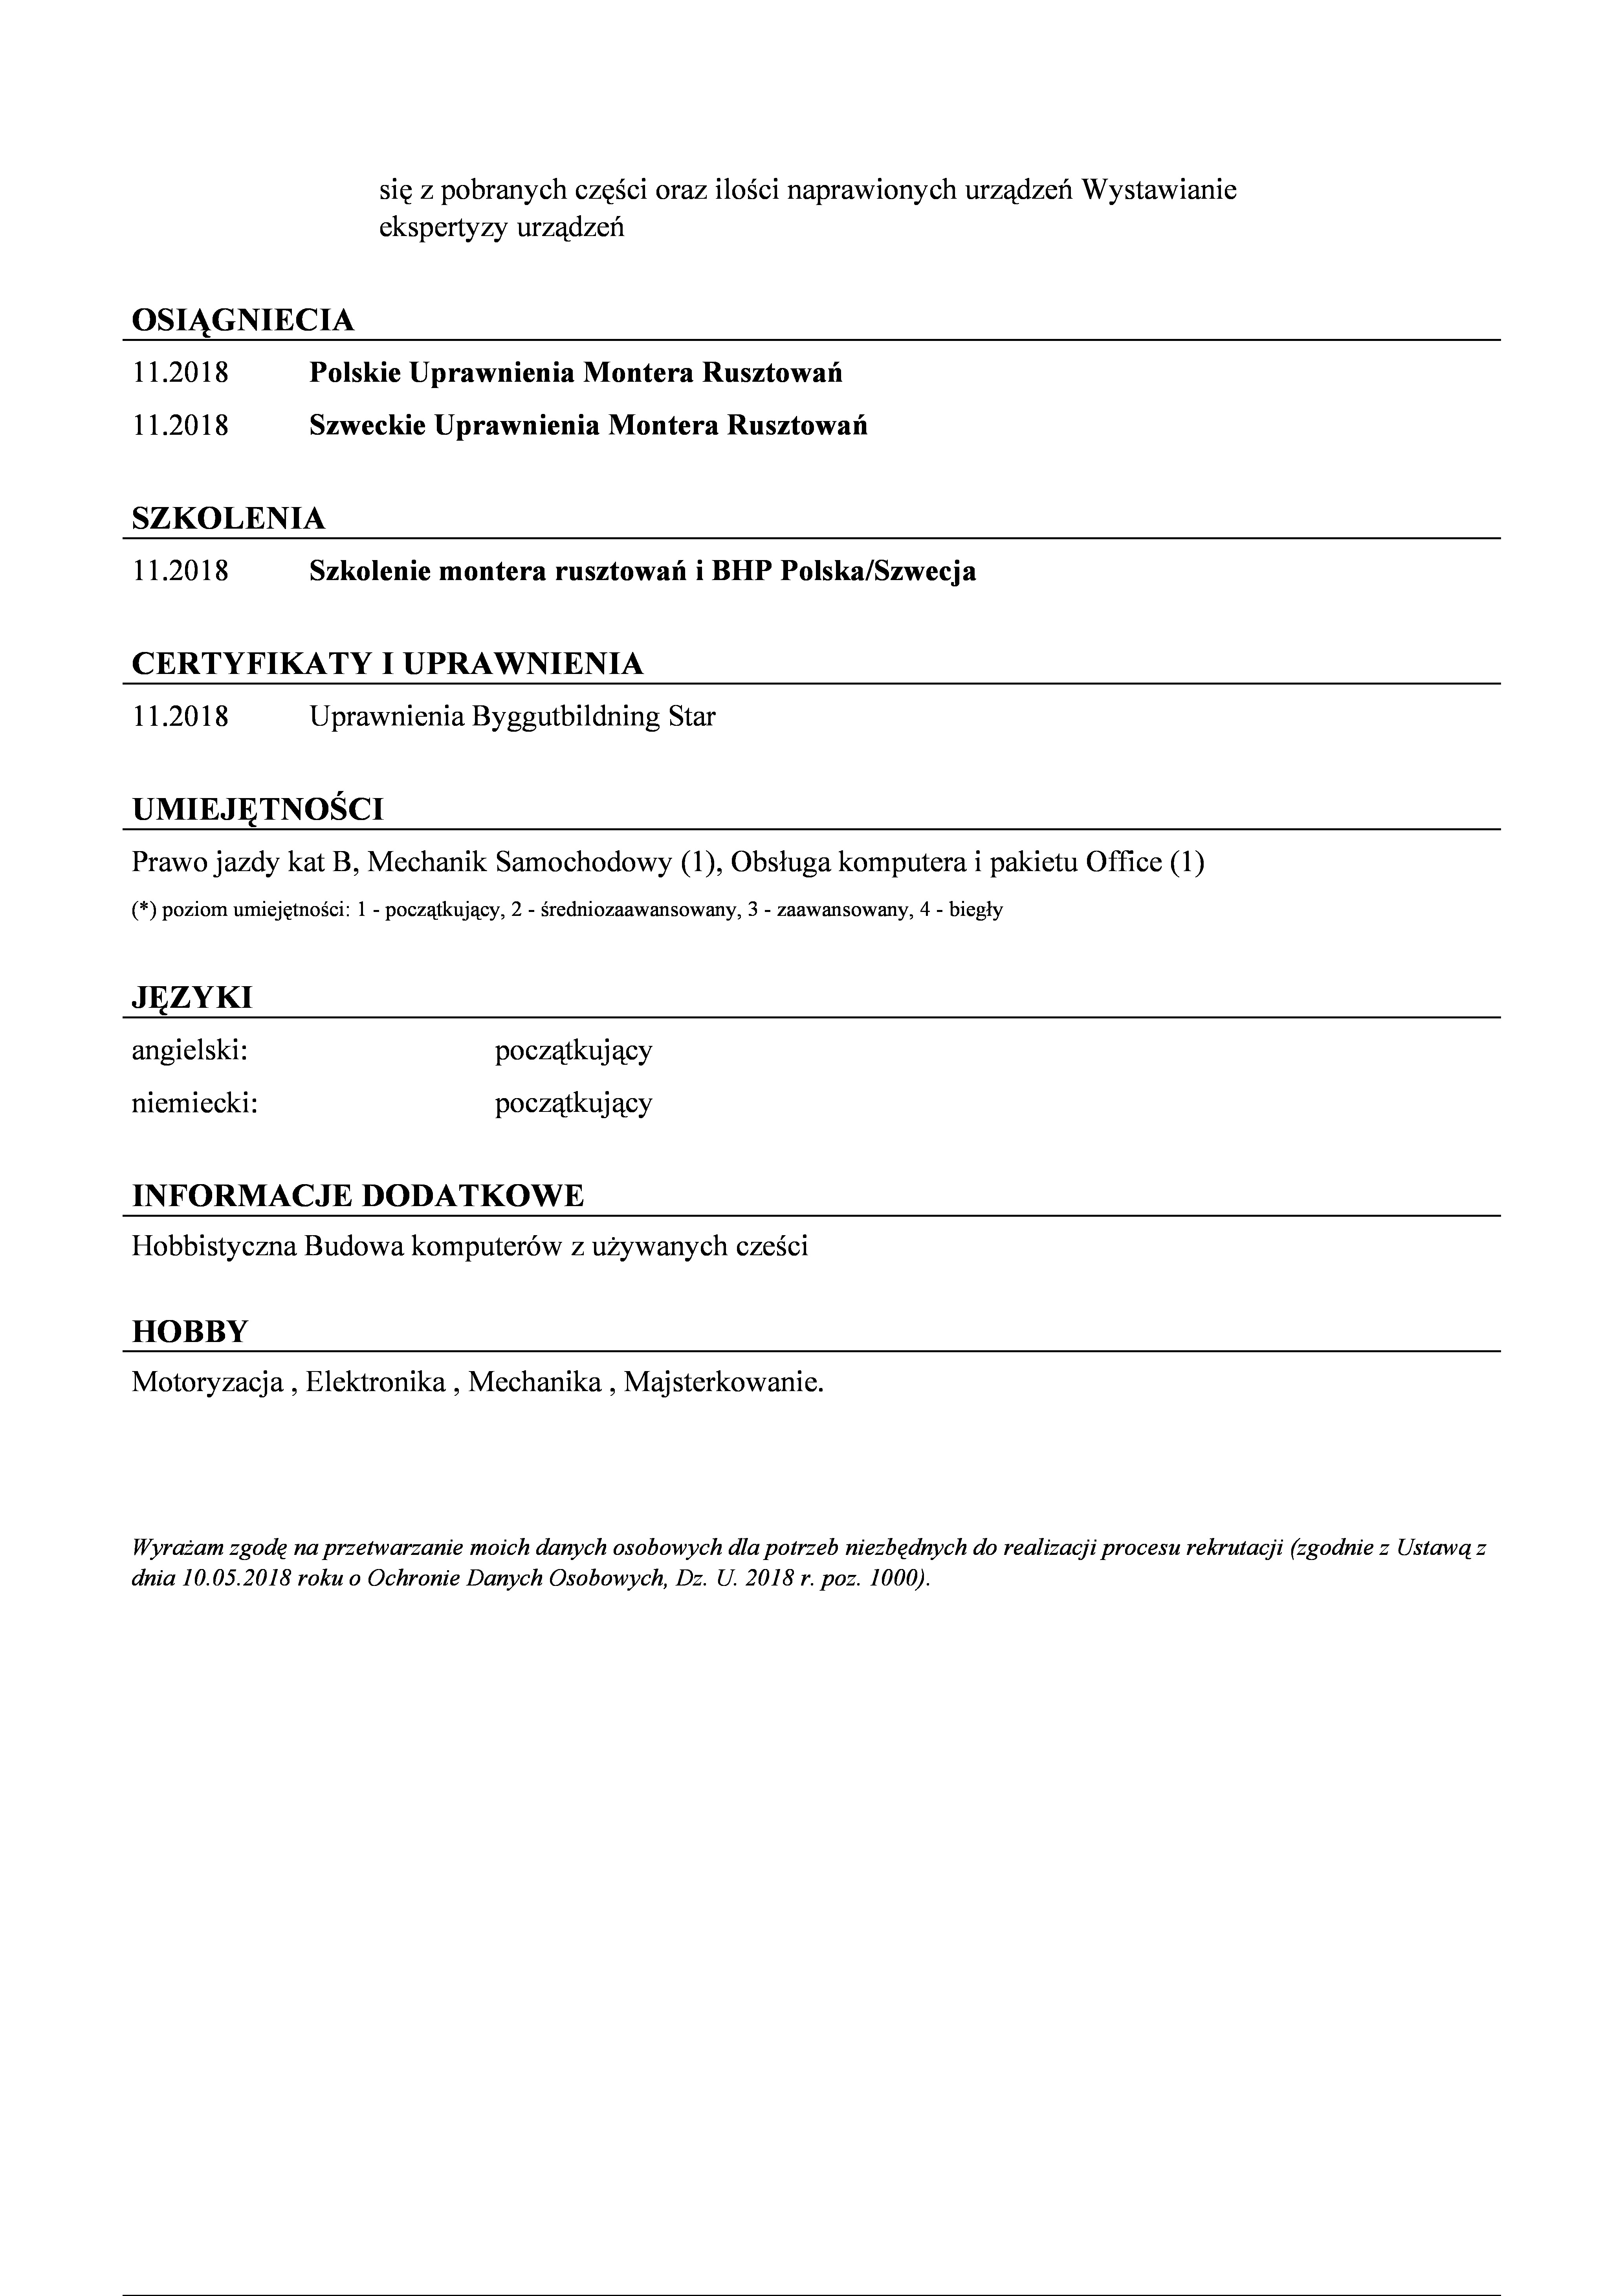 się z pobranych części oraz ilości naprawionych urządzeń Wystawianie
ekspertyzy urządzeń
OSIĄGNIECIA
11.2018 Polskie Uprawnienia Montera Rusztowań
11.2018 Szweckie Uprawnienia Montera Rusztowań
SZKOLENIA
11.2018 Szkolenie montera rusztowań i BHP Polska/Szwecja
CERTYFIKATY I UPRAWNIENIA
11.2018 Uprawnienia Byggutbildning Star
UMIEJĘTNOŚCI
Prawo jazdy kat B, Mechanik Samochodowy (1), Obsługa komputera i pakietu Office (1)
(*) poziom umiejętności: 1 - początkujący, 2 - średniozaawansowany, 3 - zaawansowany, 4 - biegły
JĘZYKI
angielski: początkujący
niemiecki: początkujący
INFORMACJE DODATKOWE
Hobbistyczna Budowa komputerów z używanych cześci
HOBBY
Motoryzacja , Elektronika , Mechanika , Majsterkowanie.
Wyrażam zgodę na przetwarzanie moich danych osobowych dla potrzeb niezbędnych do realizacji procesu rekrutacji (zgodnie z Ustawą z
dnia 10.05.2018 roku o Ochronie Danych Osobowych, Dz. U. 2018 r. poz. 1000).